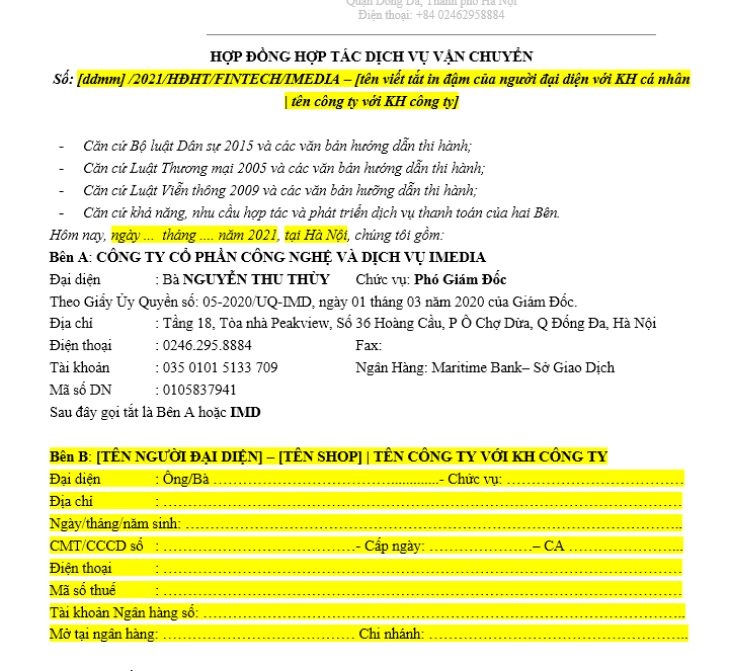 Quận Đống Đa, Thành phố Hà Nội
Điện thoại: +84 02462958884
HỢP ĐỒNG HỢP TÁC DỊCH VỤ VẬN CHUYỂN
Số: [ddmm] /2021/HĐHT/FINTECH/IMEDIA – [tên viết tắt in đậm của người đại diện với KH cá nhân
| tên công ty với KH công ty]
- Căn cứ Bộ luật Dân sự 2015 và các văn bản hướng dẫn thi hành;
- Căn cứ Luật Thương mại 2005 và các văn bản hướng dẫn thi hành;
- Căn cứ Luật Viễn thông 2009 và các văn bản hưỡng dẫn thi hành;
- Căn cứ khả năng, nhu cầu hợp tác và phát triển dịch vụ thanh toán của hai Bên.
Hôm nay, ngày ... tháng .... năm 2021, tại Hà Nội, chúng tôi gồm:
Bên A: CÔNG TY CỔ PHẦN CÔNG NGHỆ VÀ DỊCH VỤ IMEDIA
Đại diện : Bà NGUYỄN THU THỦY Chức vụ: Phó Giám Đốc
Theo Giấy Ủy Quyền số: 05-2020/UQ-IMD, ngày 01 tháng 03 năm 2020 của Giám Đốc.
Địa chỉ : Tầng 18, Tòa nhà Peakview, Số 36 Hoàng Cầu, P Ô Chợ Dừa, Q Đống Đa, Hà Nội
Điện thoại : 0246.295.8884 Fax:
Tài khoản : 035 0101 5133 709 Ngân Hàng: Maritime Bank– Sở Giao Dịch
Mã số DN : 0105837941
Sau đây gọi tắt là Bên A hoặc IMD
Bên B: [TÊN NGƯỜI ĐẠI DIỆN] – [TÊN SHOP] | TÊN CÔNG TY VỚI KH CÔNG TY
Đại diện : Ông/Bà ........................................- Chức vụ: ........................................
Địa chỉ : ........................................
Ngày/tháng/năm sinh: ........................................
CMT/CCCD số : ........................................- Cấp ngày: ....................– CA ....................
Điện thoại : ........................................
Mã số thuế : ........................................
Tài khoản Ngân hàng số: ........................................
Mở tại ngân hàng: ........................................ Chi nhánh: ........................................